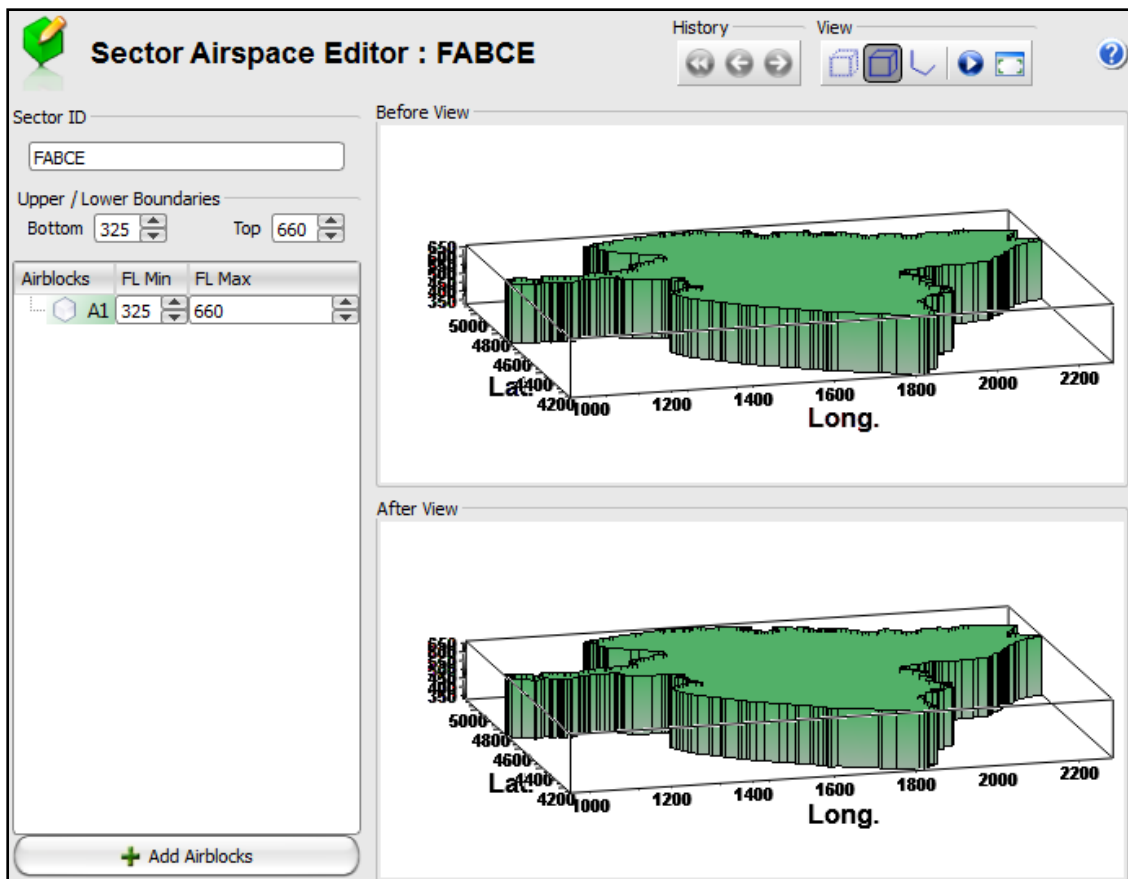 Sector Airspace Editor : FABCE
History
View
Sector ID
FABCE
Upper / Lower Boundaries
Bottom 325 Top 660
Airblocks FL Min FL Max
A1 325 660
Add Airblocks
Before View
650
350
5000
4800
4600
4400
4200
Lat.
1000 1200 1400 1600 1800 2000 2200
Long.
After View
650
350
5000
4800
4600
4400
4200
Lat.
1000 1200 1400 1600 1800 2000 2200
Long.